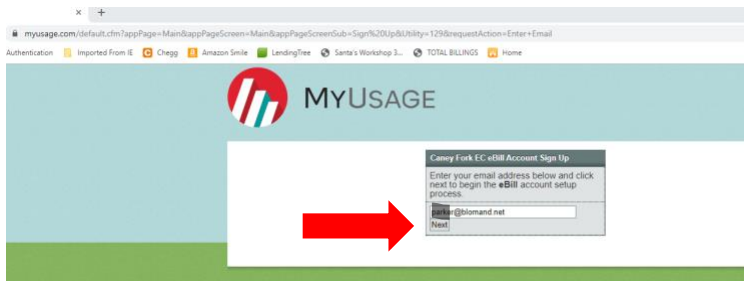 × +
myusage.com/default.cfm?appPage=Main&appPageScreen=Main&appPageScreenSub=Sign%20Up&Utility=129&requestAction=Enter+Email
Authentication Imported From IE Chegg Amazon Smile LendingTree Santa's Workshop 3... TOTAL BILLINGS Home
MYUSAGE
Caney Fork EC eBill Account Sign Up
Enter your email address below and click
next to begin the eBill account setup
process.
parker@blomand.net
Next